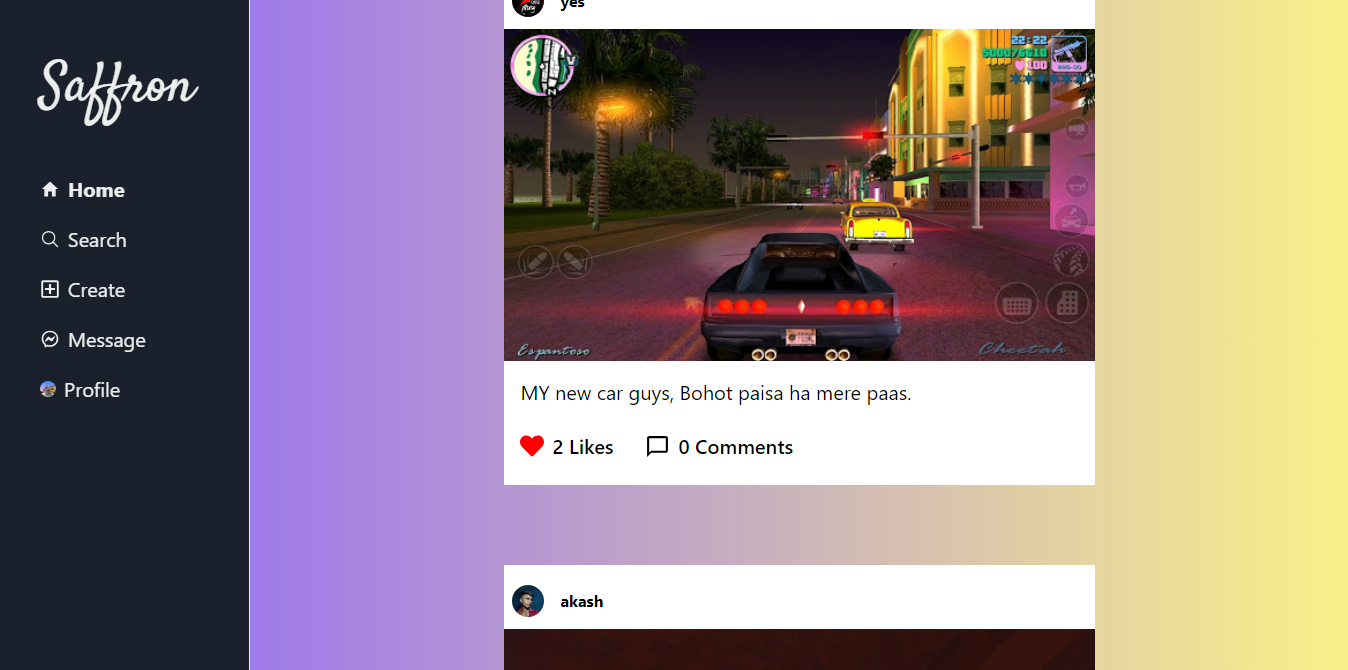 Saffron
Home
Search
Create
Message
Profile
yes
22:22
$00076610
100
N
Espantoso
Cheetah
MY new car guys, Bohot paisa ha mere paas.
2 Likes
0 Comments
akash